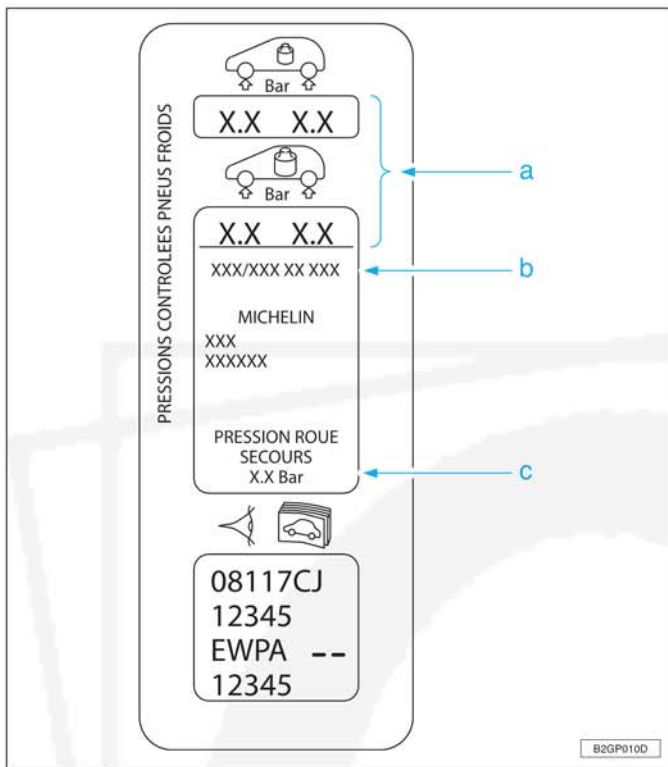 Bar
X.X X.X
Bar
X.X X.X
XXX/XXX XX XXX
MICHELIN
XXX
XXXXXX
PRESSION ROUE
SECOURS
X.X Bar
08117CJ
12345
EWPA --
12345
PRESSIONS CONTROLEES PNEUS FROIDS
a
b
c
B2GP010D